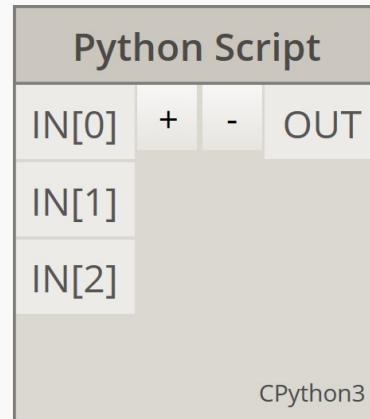 Python Script
IN[0] + - OUT
IN[1]
IN[2]
CPython3